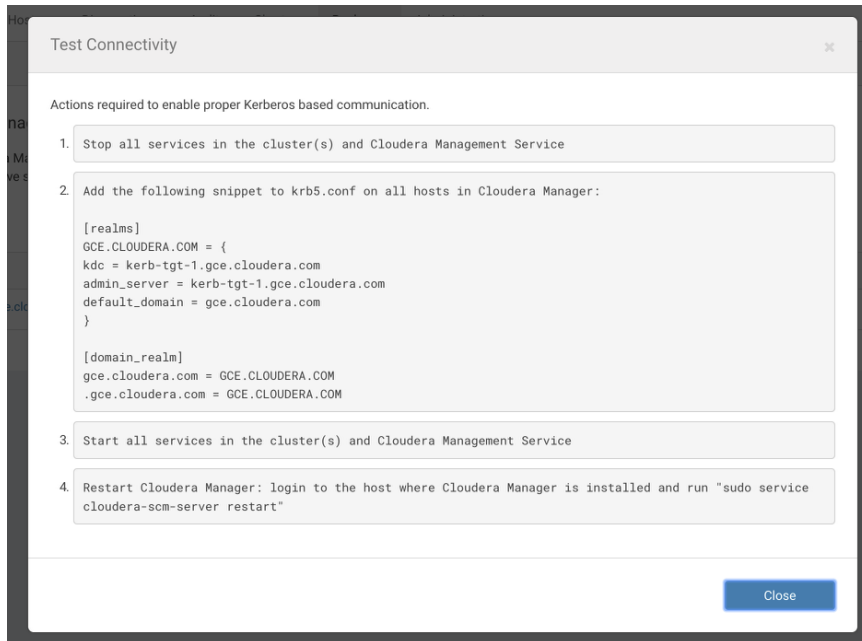 Test Connectivity
×
Actions required to enable proper Kerberos based communication.
1. Stop all services in the cluster(s) and Cloudera Management Service
2. Add the following snippet to krb5.conf on all hosts in Cloudera Manager:
[realms]
GCE.CLOUDERA.COM = {
kdc = kerb-tgt-1.gce.cloudera.com
admin_server = kerb-tgt-1.gce.cloudera.com
default_domain = gce.cloudera.com
}
[domain_realm]
gce.cloudera.com = GCE.CLOUDERA.COM
.gce.cloudera.com = GCE.CLOUDERA.COM
3. Start all services in the cluster(s) and Cloudera Management Service
4. Restart Cloudera Manager: login to the host where Cloudera Manager is installed and run "sudo service
cloudera-scm-server restart"
Close